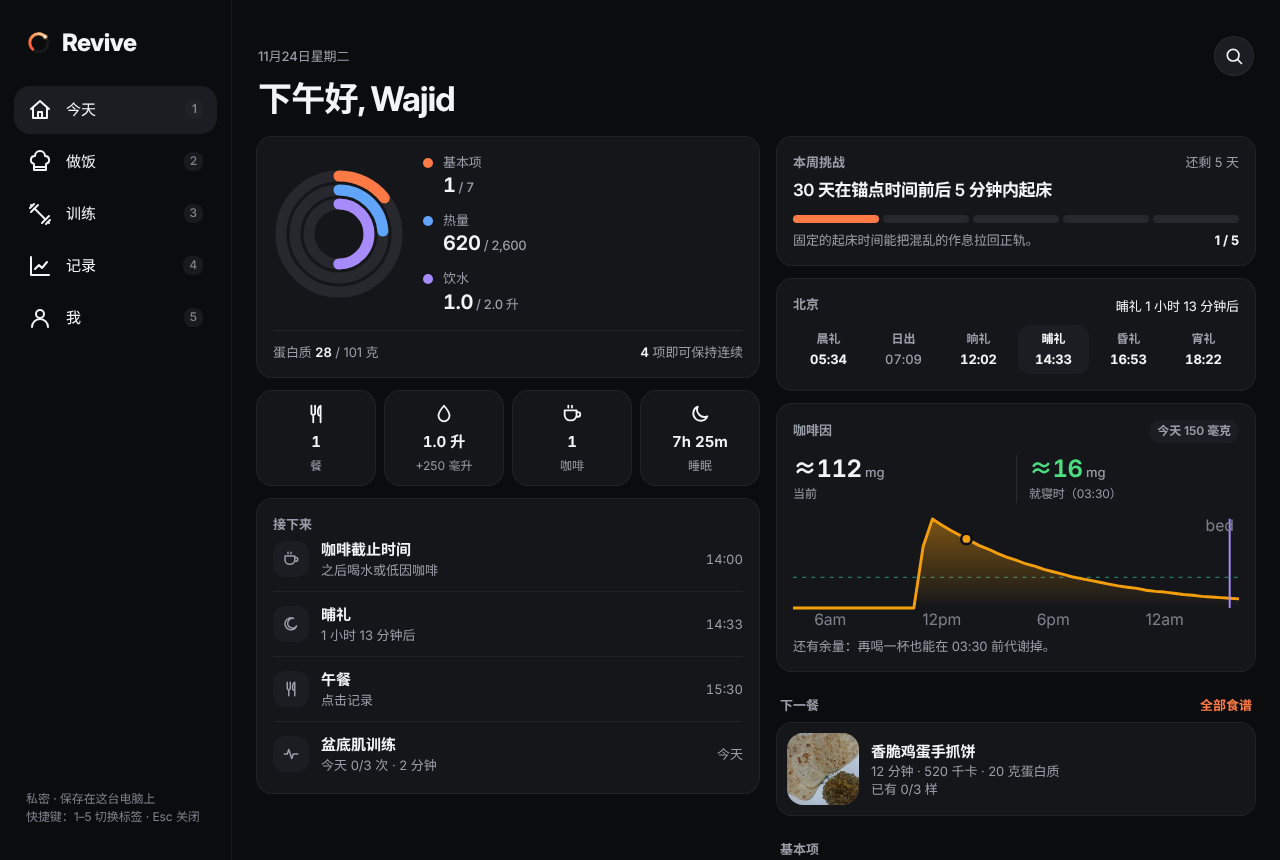 Revive
今天
1
做饭
2
训练
3
记录
4
我
5
私密 · 保存在这台电脑上
快捷键：1–5 切换标签 · Esc 关闭
11月24日星期二
下午好, Wajid
基本项
1 / 7
热量
620 / 2,600
饮水
1.0 / 2.0 升
蛋白质 28 / 101 克
4 项即可保持连续
1
餐
1.0 升
+250 毫升
1
咖啡
7h 25m
睡眠
接下来
咖啡截止时间
之后喝水或低因咖啡
14:00
晡礼
1 小时 13 分钟后
14:33
午餐
点击记录
15:30
盆底肌训练
今天 0/3 次 · 2 分钟
今天
本周挑战
还剩 5 天
30 天在锚点时间前后 5 分钟内起床
固定的起床时间能把混乱的作息拉回正轨。
1 / 5
北京
晡礼 1 小时 13 分钟后
晨礼
日出
晌礼
晡礼
昏礼
宵礼
05:34
07:09
12:02
14:33
16:53
18:22
咖啡因
今天 150 毫克
≈112 mg
当前
≈16 mg
就寝时（03:30）
bed
6am
12pm
6pm
12am
还有余量：再喝一杯也能在 03:30 前代谢掉。
下一餐
全部食谱
香脆鸡蛋手抓饼
12 分钟 · 520 千卡 · 20 克蛋白质
已有 0/3 样
基本项